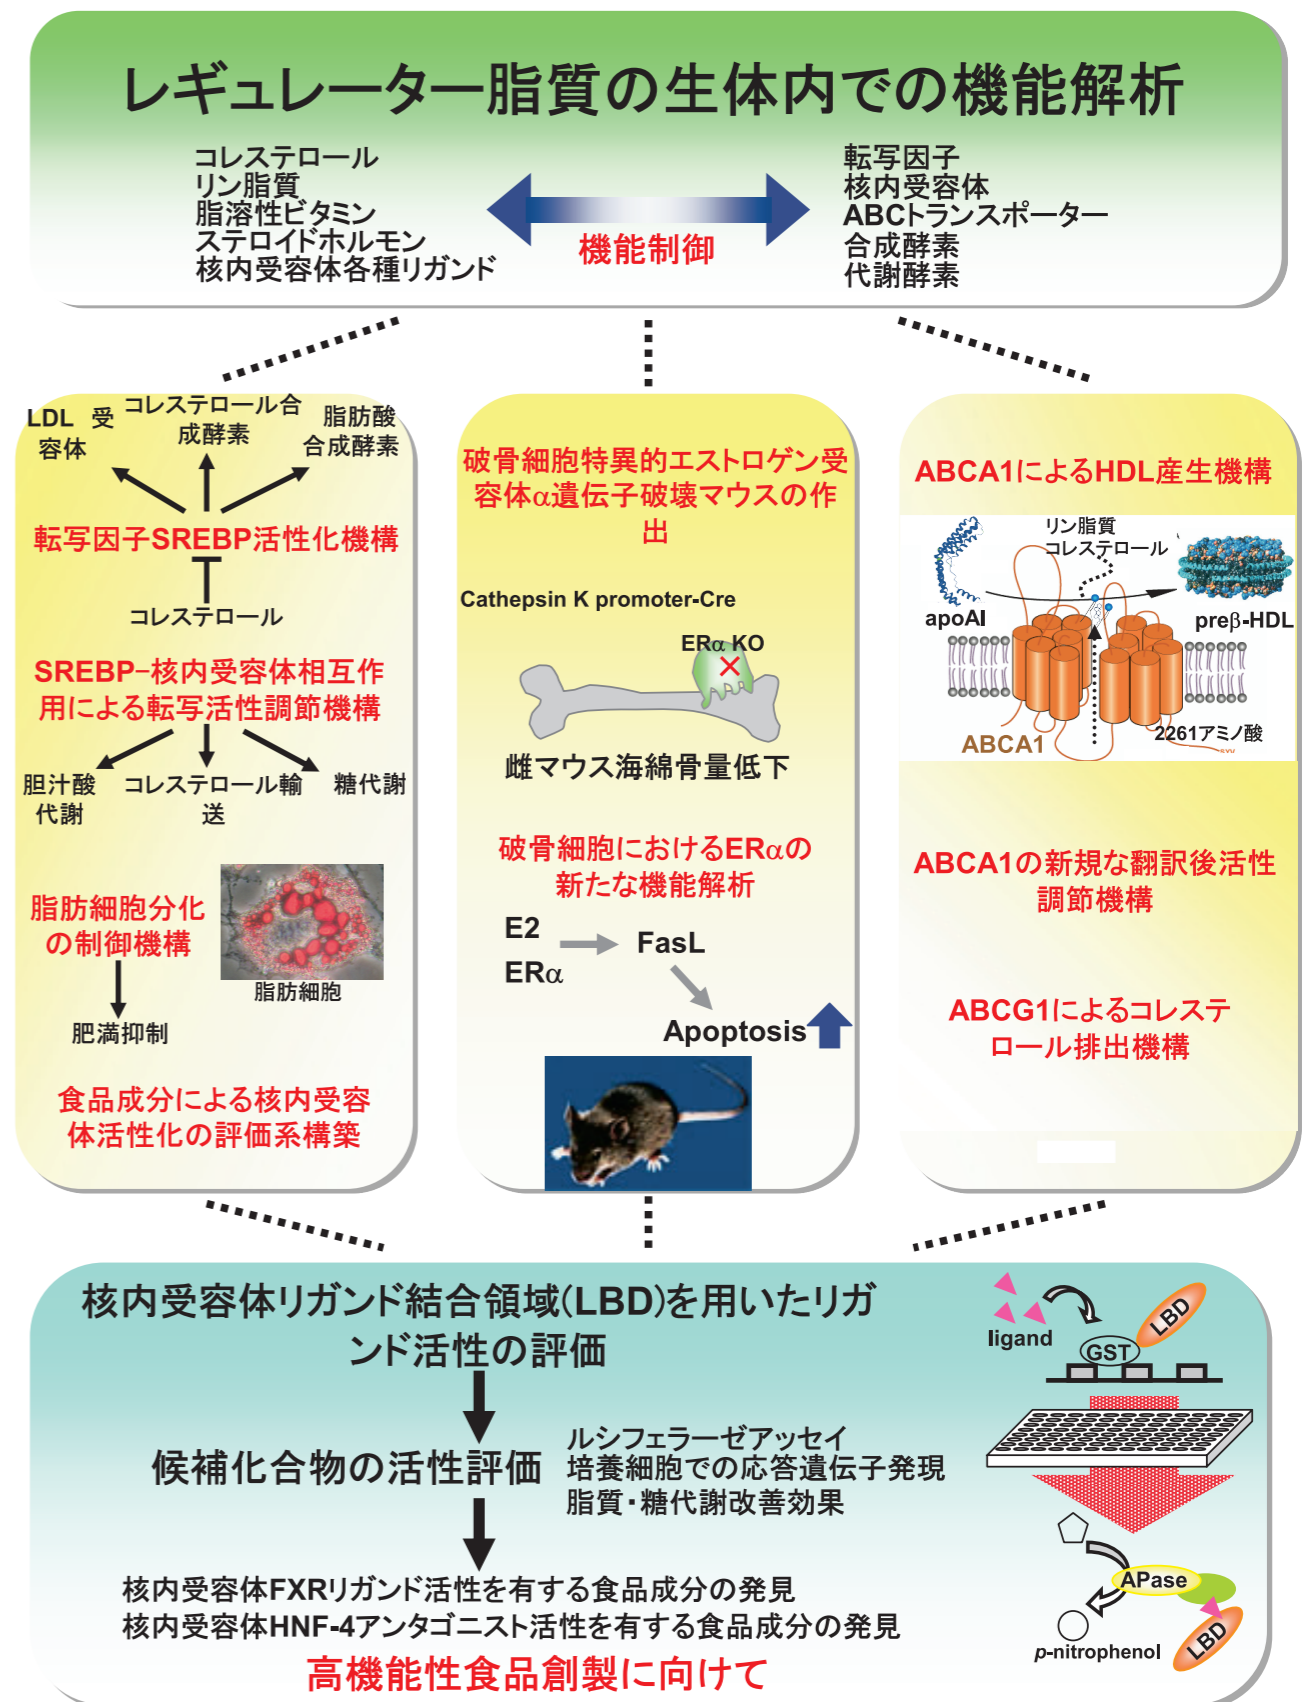 レギュレーター脂質の生体内での機能解析
コレステロール
リン脂質
脂溶性ビタミン
ステロイドホルモン
核内受容体各種リガンド
機能制御
転写因子
核内受容体
ABCトランスポーター
合成酵素
代謝酵素
LDL 受
容体
コレステロール合
成酵素
脂肪酸
合成酵素
転写因子SREBP活性化機構
コレステロール
SREBP–核内受容体相互作
用による転写活性調節機構
胆汁酸
代謝
コレステロール輸
送
糖代謝
脂肪細胞分化
の制御機構
脂肪細胞
肥満抑制
食品成分による核内受容
体活性化の評価系構築
破骨細胞特異的エストロゲン受
容体α遺伝子破壊マウスの作
出
Cathepsin K promoter-Cre
ERα KO
雌マウス海綿骨量低下
破骨細胞におけるERαの
新たな機能解析
E2
ERα
FasL
Apoptosis
ABCA1によるHDL産生機構
リン脂質
コレステロール
apoAI
preβ-HDL
ABCA1
2261アミノ酸
ABCA1の新規な翻訳後活性
調節機構
ABCG1によるコレステ
ロール排出機構
核内受容体リガンド結合領域(LBD)を用いたリガ
ンド活性の評価
候補化合物の活性評価
ルシフェラーゼアッセイ
培養細胞での応答遺伝子発現
脂質・糖代謝改善効果
核内受容体FXRリガンド活性を有する食品成分の発見
核内受容体HNF-4アンタゴニスト活性を有する食品成分の発見
高機能性食品創製に向けて
ligand
LBD
GST
APase
LBD
p-nitrophenol